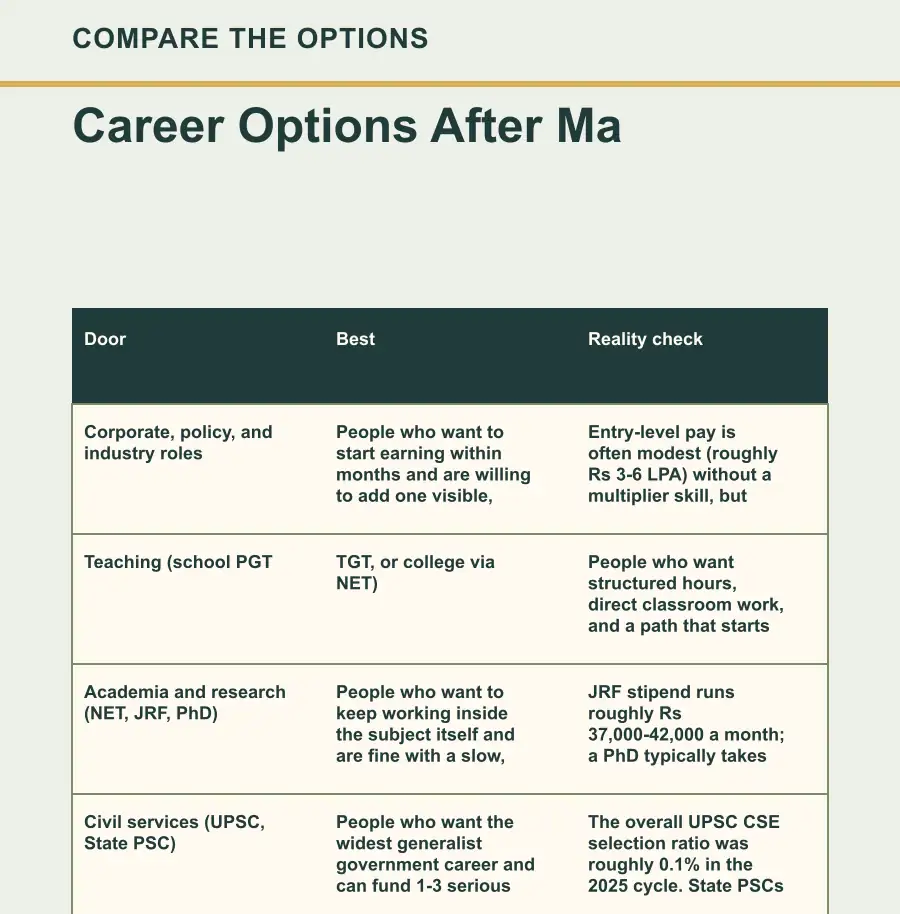 COMPARE THE OPTIONS
Career Options After Ma
Door
Best
Reality check
Corporate, policy, and
industry roles
People who want to
start earning within
months and are willing
to add one visible,
Entry-level pay is
often modest (roughly
Rs 3-6 LPA) without a
multiplier skill, but
Teaching (school PGT
TGT, or college via
NET)
People who want
structured hours,
direct classroom work,
and a path that starts
Academia and research
(NET, JRF, PhD)
People who want to
keep working inside
the subject itself and
are fine with a slow,
JRF stipend runs
roughly Rs
37,000-42,000 a month;
a PhD typically takes
Civil services (UPSC,
State PSC)
People who want the
widest generalist
government career and
can fund 1-3 serious
The overall UPSC CSE
selection ratio was
roughly 0.1% in the
2025 cycle. State PSCs